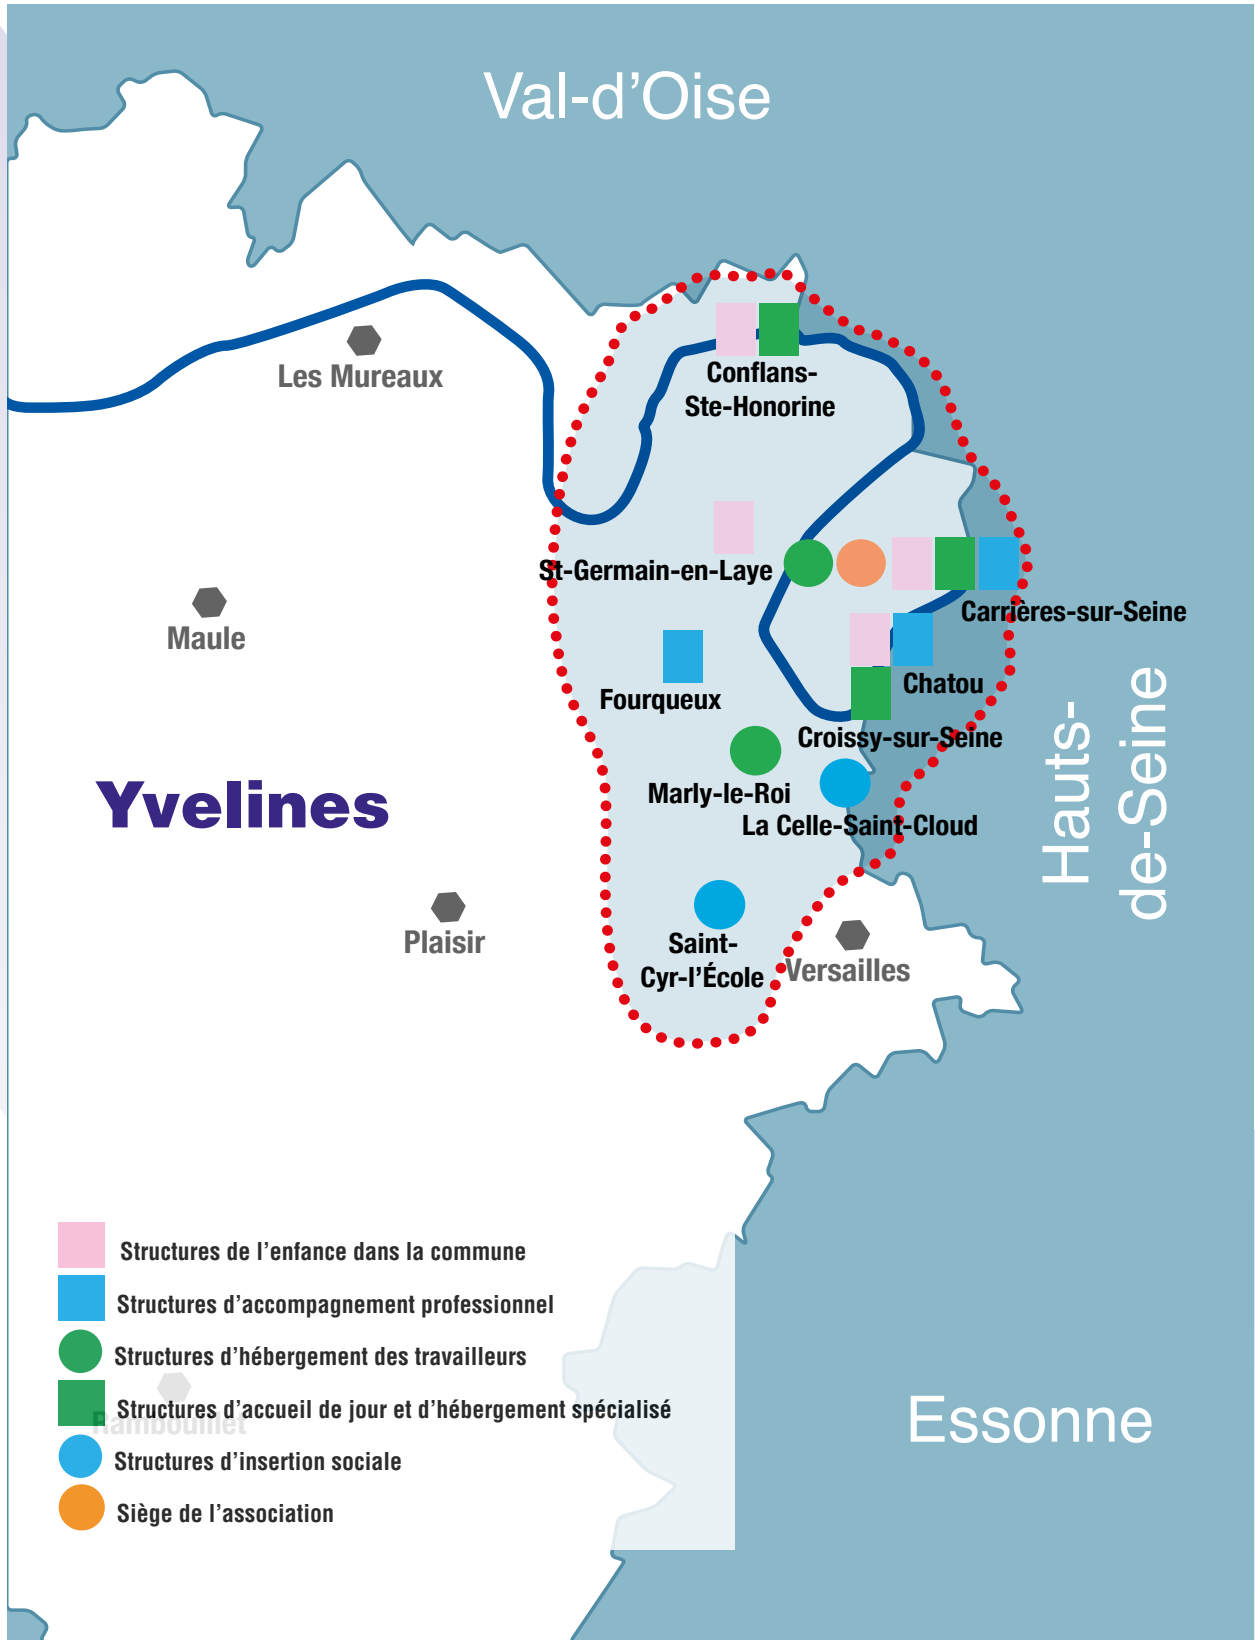 Val-d'Oise
Les Mureaux
Conflans-
Ste-Honorine
St-Germain-en-Laye
Carrières-sur-Seine
Maule
Fourqueux
Chatou
Croissy-sur-Seine
Hauts-
de-Seine
Yvelines
Marly-le-Roi
La Celle-Saint-Cloud
Plaisir
Saint-
Cyr-l'École
Versailles
Structures de l'enfance dans la commune
Structures d'accompagnement professionnel
Structures d'hébergement des travailleurs
Structures d'accueil de jour et d'hébergement spécialisé
Rambouillet
Structures d'insertion sociale
Siège de l'association
Essonne